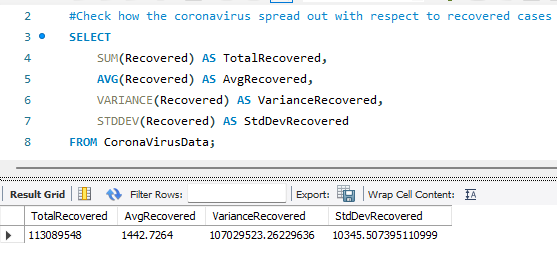 2 #Check how the coronavirus spread out with respect to recovered cases
3 SELECT
4 SUM(Recovered) AS TotalRecovered,
5 AVG(Recovered) AS AvgRecovered,
6 VARIANCE(Recovered) AS VarianceRecovered,
7 STDDEV(Recovered) AS StdDevRecovered
8 FROM CoronaVirusData;
Result Grid Filter Rows: Export: Wrap Cell Content: IA
TotalRecovered AvgRecovered VarianceRecovered StdDevRecovered
113089548 1442.7264 107029523.26229636 10345.507395110999